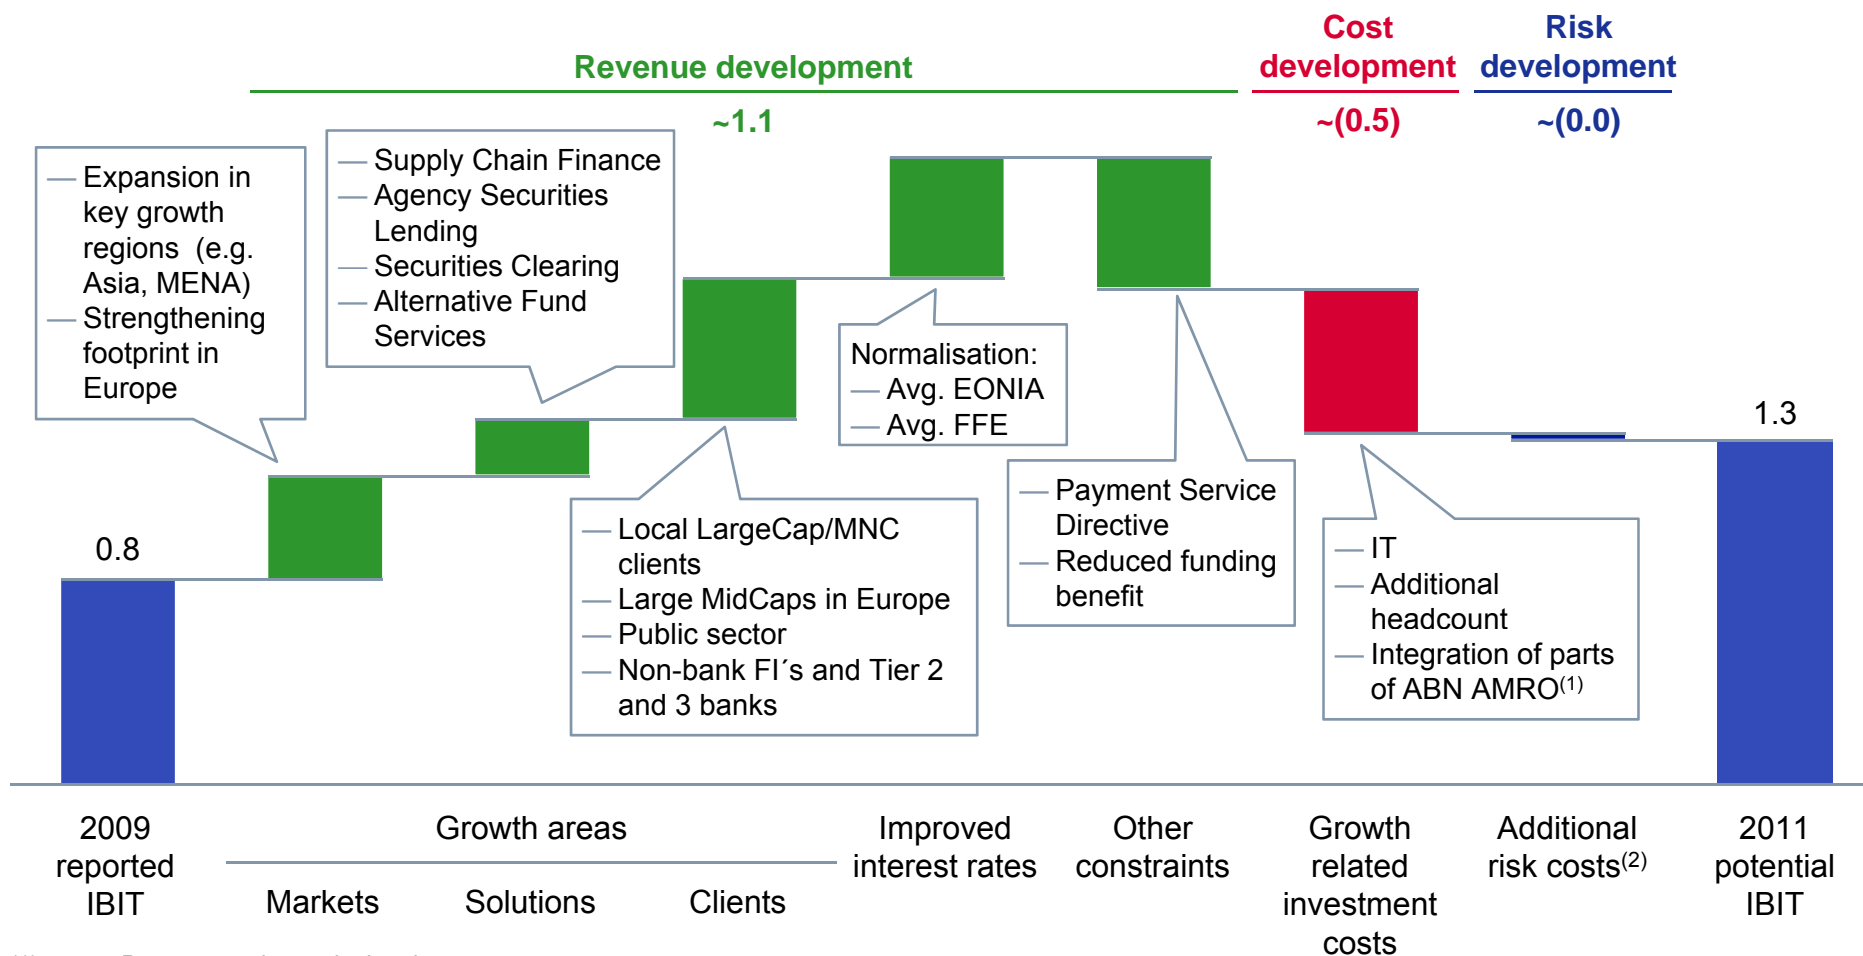 Revenue development
~1.1
Cost
development
~(0.5)
Risk
development
~(0.0)
— Expansion in
key growth
regions (e.g.
Asia, MENA)
— Strengthening
footprint in
Europe
— Supply Chain Finance
— Agency Securities
Lending
— Securities Clearing
— Alternative Fund
Services
Normalisation:
— Avg. EONIA
— Avg. FFE
— Local LargeCap/MNC
clients
— Large MidCaps in Europe
— Public sector
— Non-bank FI´s and Tier 2
and 3 banks
— Payment Service
Directive
— Reduced funding
benefit
— IT
— Additional
headcount
— Integration of parts
of ABN AMRO(1)
0.8
1.3
2009
reported
IBIT
Growth areas
Markets
Solutions
Clients
Improved
interest rates
Other
constraints
Growth
related
investment
costs
Additional
risk costs(2)
2011
potential
IBIT